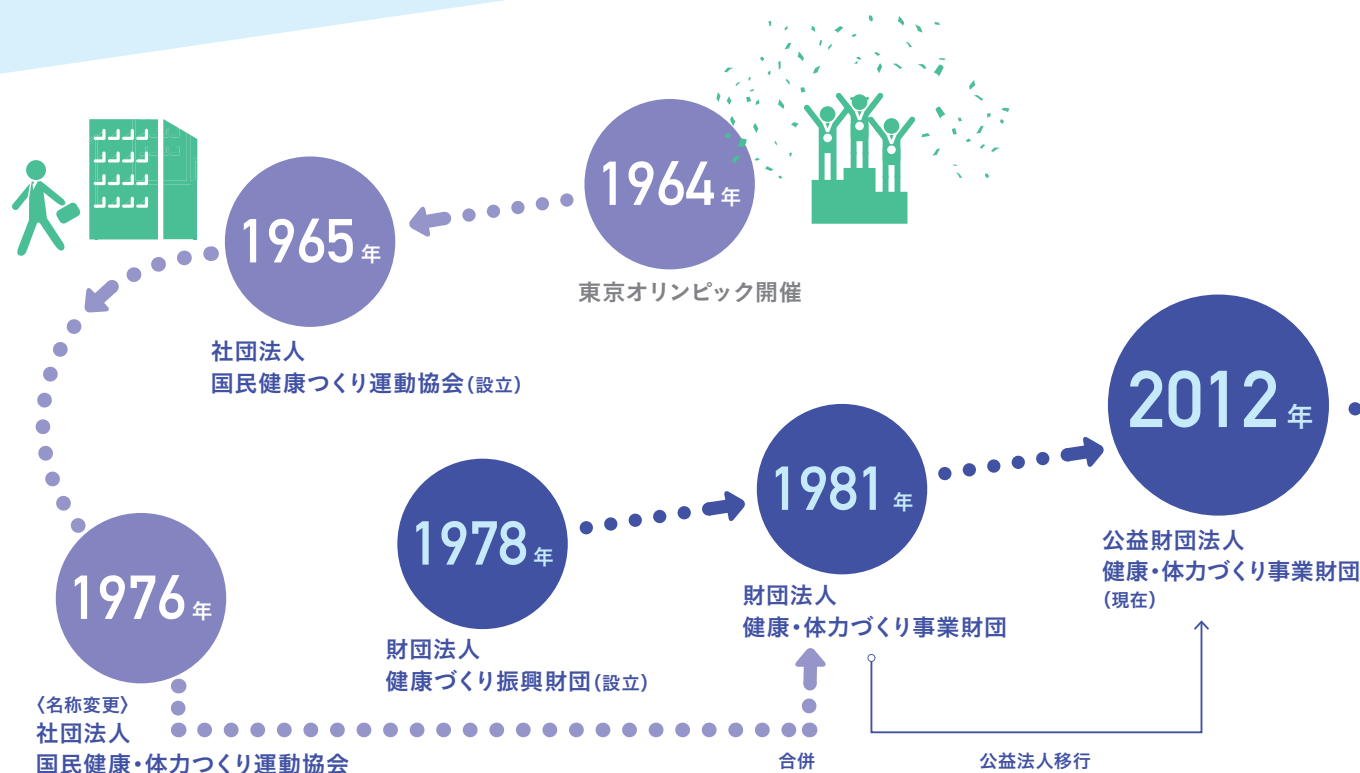 1964年
東京オリンピック開催
1965年
社団法人
国民健康つくり運動協会(設立)
1976年
〈名称変更〉
社団法人
国民健康・体力つくり運動協会
1978年
財団法人
健康づくり振興財団(設立)
1981年
財団法人
健康・体力づくり事業財団
合併
2012年
公益財団法人
健康・体力づくり事業財団
(現在)
公益法人移行